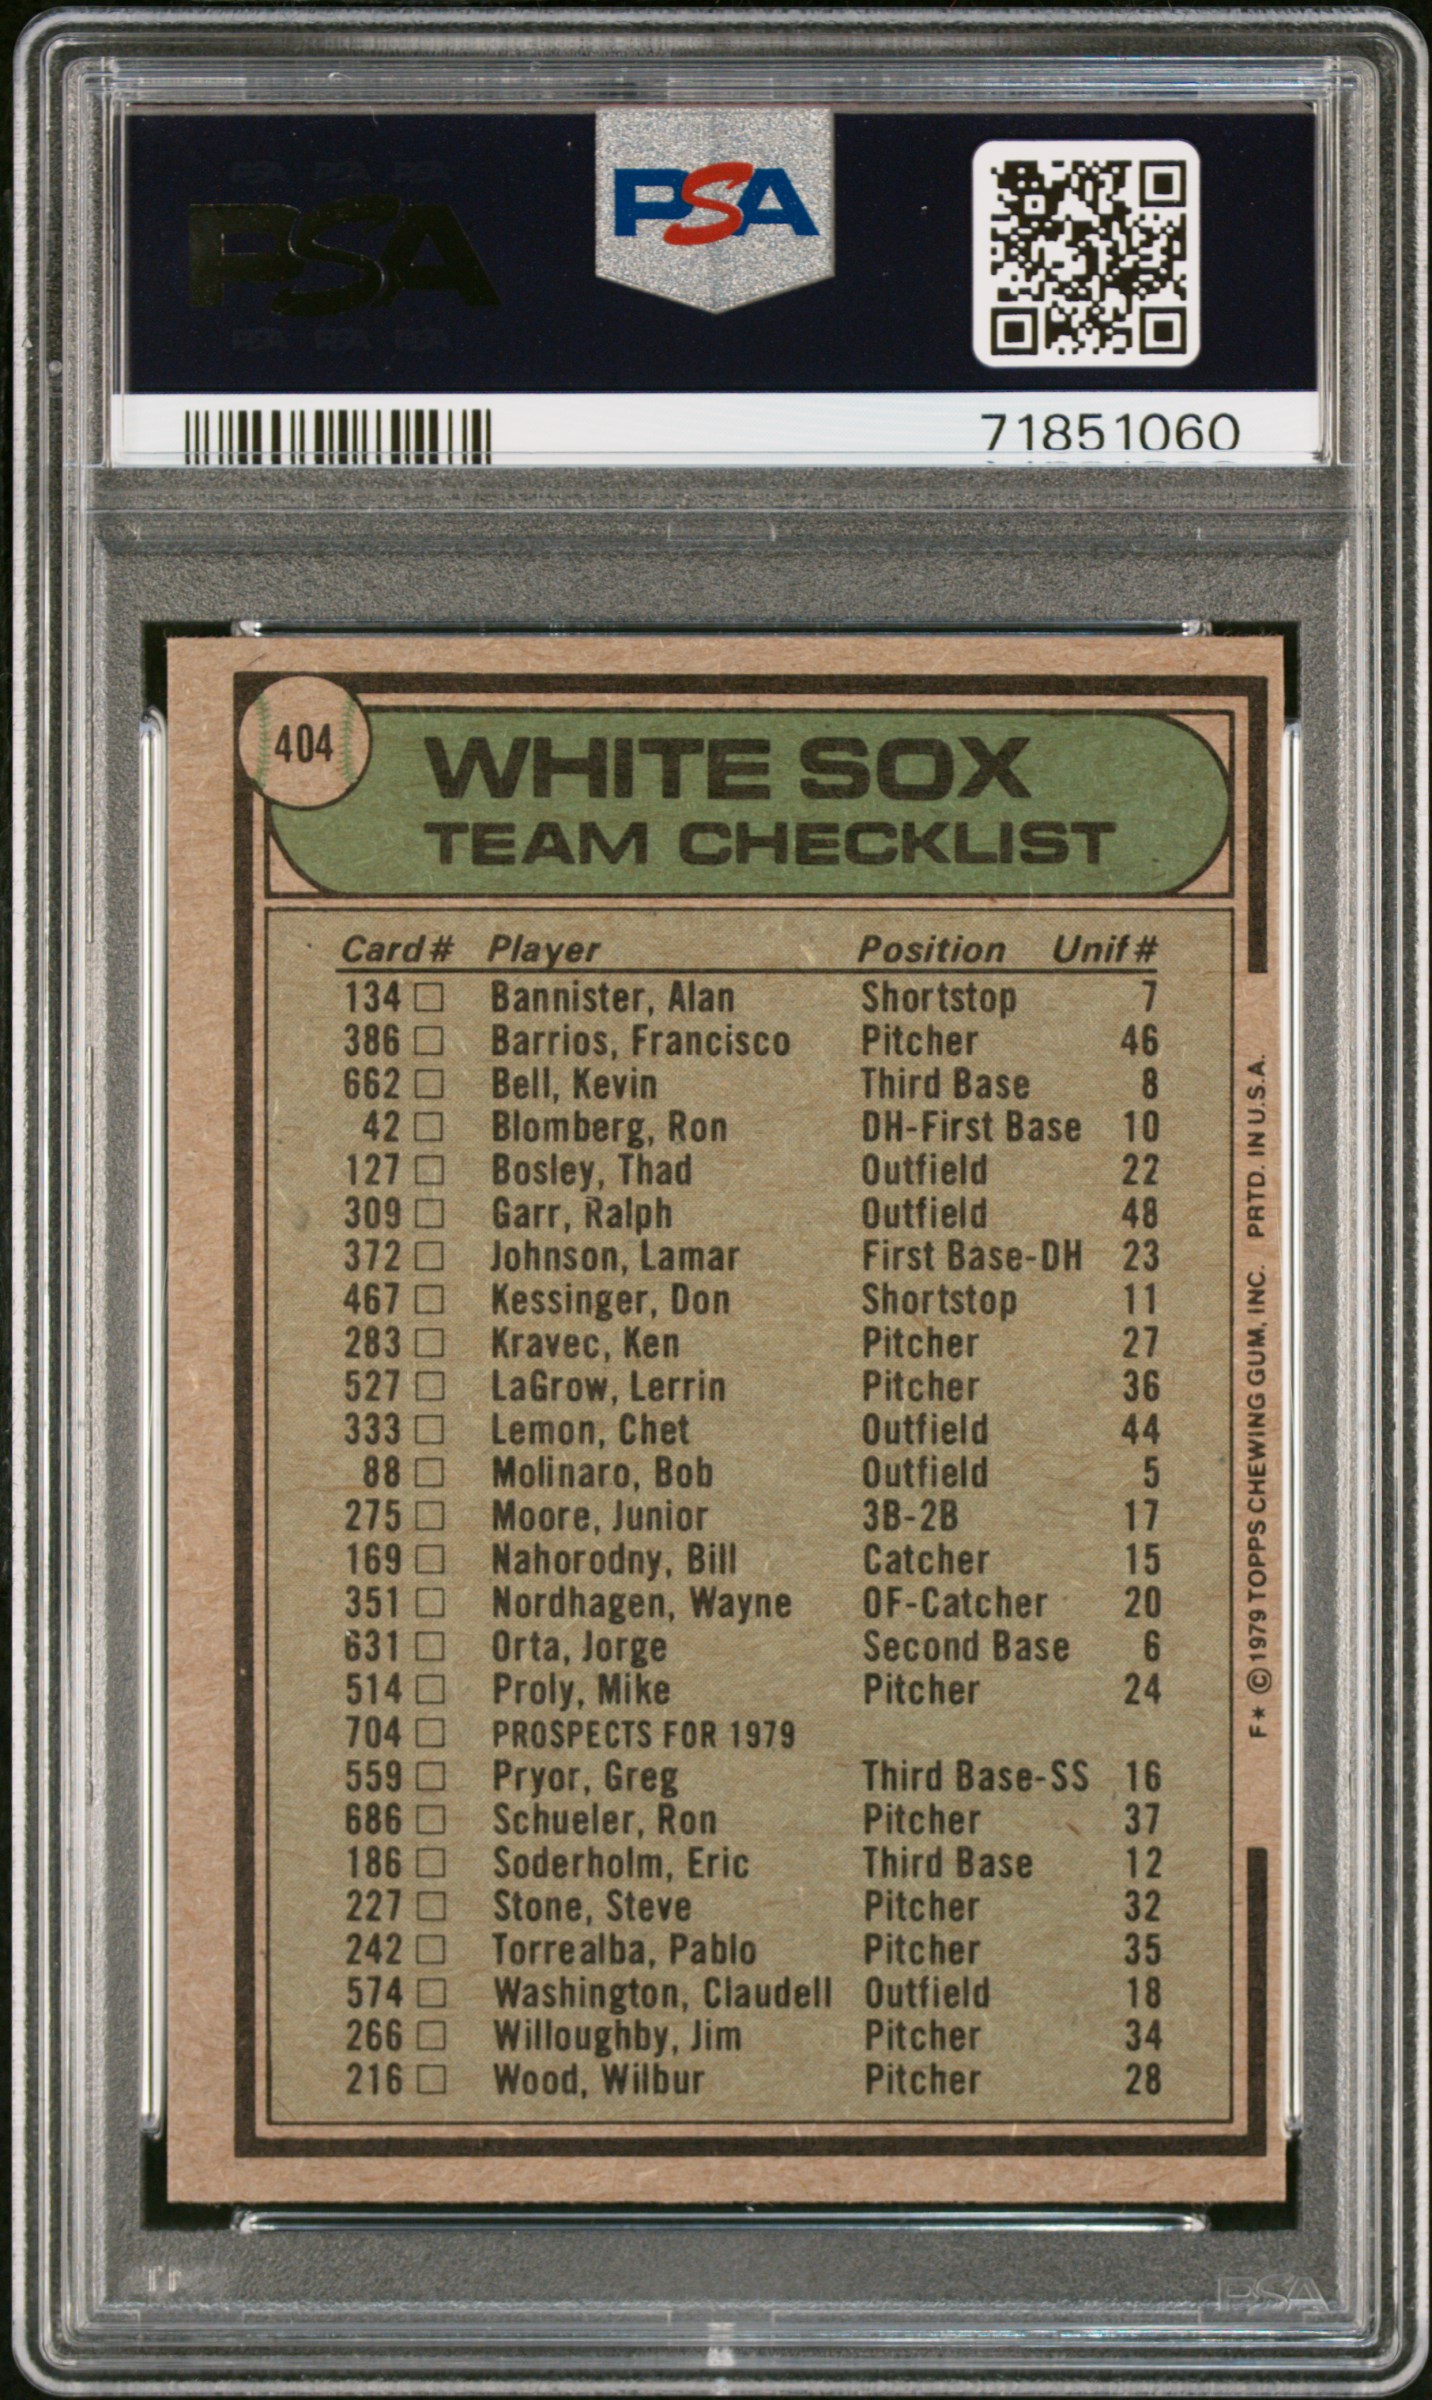 PSA PSA PSA
PSA
PSA PSA PSA
PSA
71851060
404
WHITE SOX
TEAM CHECKLIST
Card # Player Position Unif #
134 □ Bannister, Alan Shortstop 7
386 □ Barrios, Francisco Pitcher 46
662 □ Bell, Kevin Third Base 8
42 □ Blomberg, Ron DH-First Base 10
127 □ Bosley, Thad Outfield 22
309 □ Garr, Ralph Outfield 48
372 □ Johnson, Lamar First Base-DH 23
467 □ Kessinger, Don Shortstop 11
283 □ Kravec, Ken Pitcher 27
527 □ LaGrow, Lerrin Pitcher 36
333 □ Lemon, Chet Outfield 44
88 □ Molinaro, Bob Outfield 5
275 □ Moore, Junior 3B-2B 17
169 □ Nahorodny, Bill Catcher 15
351 □ Nordhagen, Wayne OF-Catcher 20
631 □ Orta, Jorge Second Base 6
514 □ Proly, Mike Pitcher 24
704 □ PROSPECTS FOR 1979
559 □ Pryor, Greg Third Base-SS 16
686 □ Schueler, Ron Pitcher 37
186 □ Soderholm, Eric Third Base 12
227 □ Stone, Steve Pitcher 32
242 □ Torrealba, Pablo Pitcher 35
574 □ Washington, Claudell Outfield 18
266 □ Willoughby, Jim Pitcher 34
216 □ Wood, Wilbur Pitcher 28
F* © 1979 TOPPS CHEWING GUM, INC. PRTD. IN U.S.A.
PSA